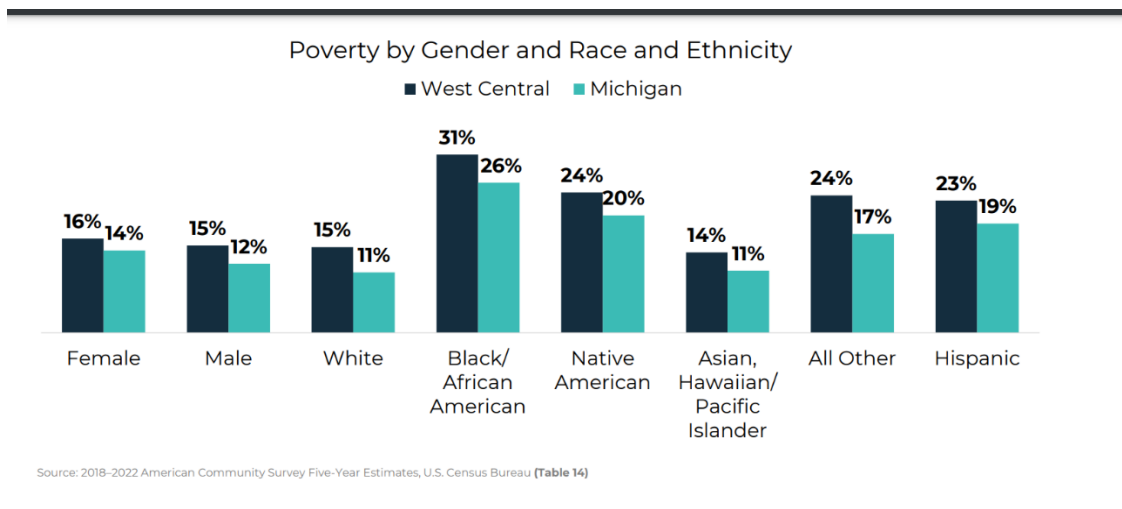 Poverty by Gender and Race and Ethnicity
West Central Michigan
31%
26%
24%
20%
24%
17%
23%
19%
16%
14%
15%
12%
15%
11%
14%
11%
Female Male White Black/ Native Asian, All Other Hispanic
African American Hawaiian/
American Pacific
Islander
Source: 2018–2022 American Community Survey Five-Year Estimates, U.S. Census Bureau (Table 14)